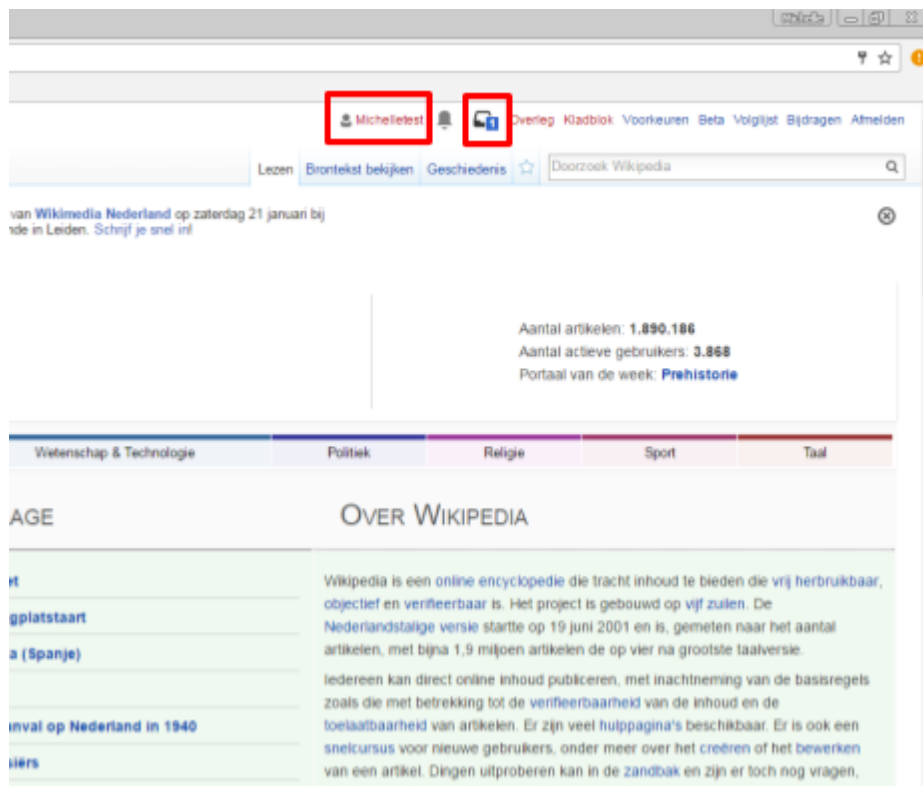 Michelletest 1 Overleg Kladblok Voorkeuren Beta Volglijst Bijdragen Afmelden
Lezen Brontekst bekijken Geschiedenis Doorzoek Wikipedia
van Wikimedia Nederland op zaterdag 21 januari bij
nde in Leiden. Schrijf je snel in!
Aantal artikelen: 1.890.186
Aantal actieve gebruikers: 3.868
Portaal van de week: Prehistorie
Wetenschap & Technologie Politiek Religie Sport Taal
AGE
OVER WIKIPEDIA
et
gplatstaart
a (Spanje)
anval op Nederland in 1940
siërs
Wikipedia is een online encyclopedie die tracht inhoud te bieden die vrij herbruikbaar,
objectief en verifieerbaar is. Het project is gebouwd op vijf zuilen. De
Nederlandstalige versie startte op 19 juni 2001 en is, gemeten naar het aantal
artikelen, met bijna 1,9 miljoen artikelen de op vier na grootste taalversie.
Iedereen kan direct online inhoud publiceren, met inachtneming van de basisregels
zoals die met betrekking tot de verifieerbaarheid van de inhoud en de
toelaatbaarheid van artikelen. Er zijn veel hulppagina's beschikbaar. Er is ook een
snelcursus voor nieuwe gebruikers, onder meer over het creëren of het bewerken
van een artikel. Dingen uitproberen kan in de zandbak en zijn er toch nog vragen,